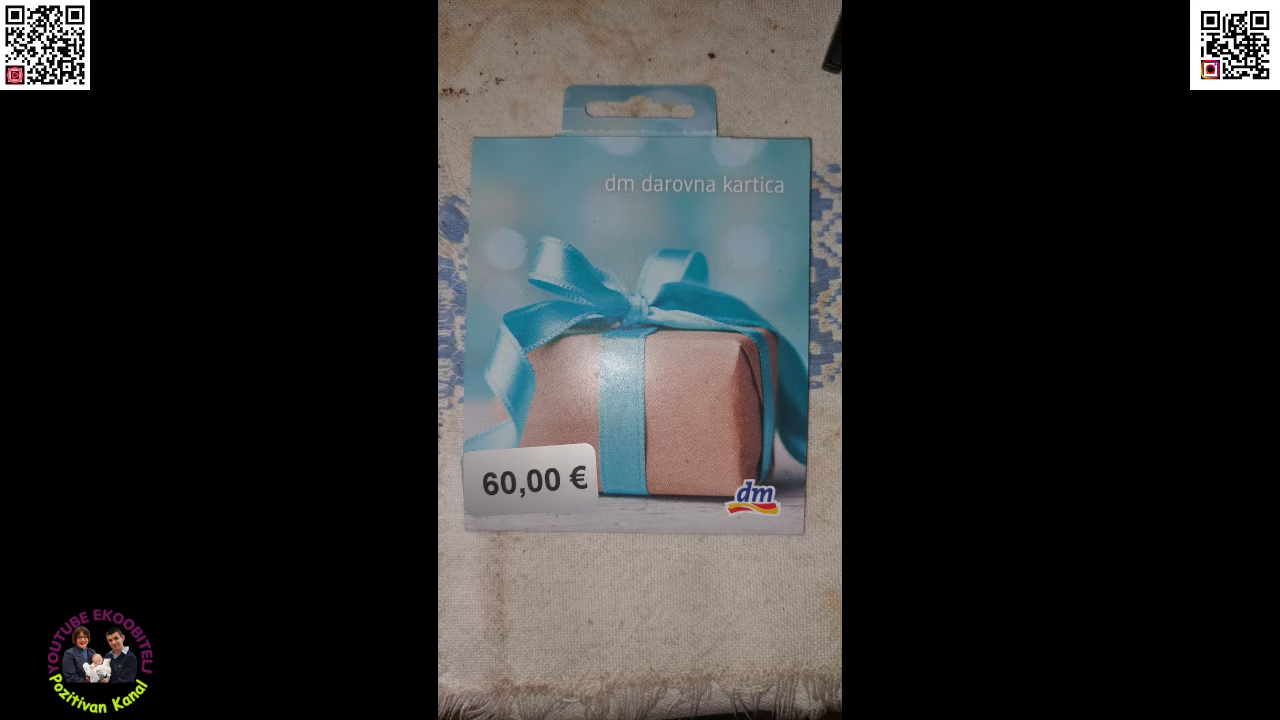 dm darovna kartica
60,00 €
dm
YOUTUBE EKOOBITELJ
Pozitivan Kanal